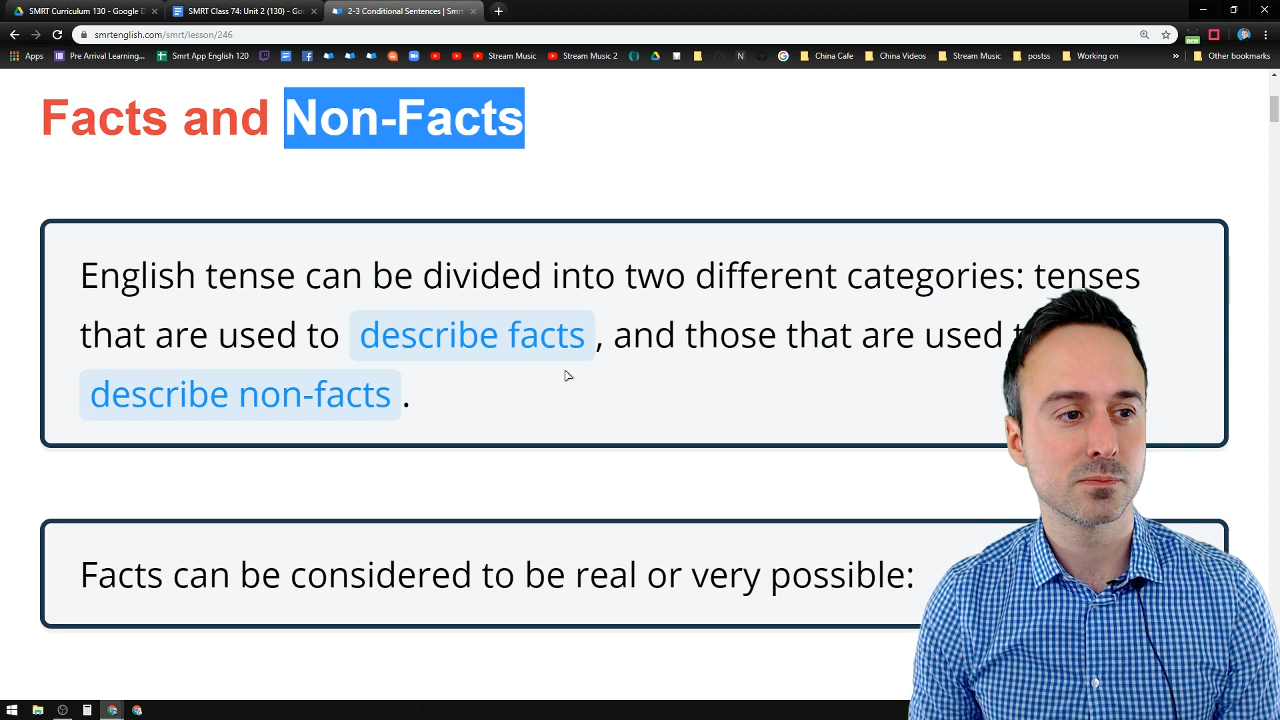 SMRT Curriculum 130 - Google D
SMRT Class 74: Unit 2 (130) - Go
2-3 Conditional Sentences | Smr
smrtenglish.com/smrt/lesson/246
Apps
Pre Arrival Learning...
Smrt App English 120
Stream Music
Stream Music 2
China Cafe
China Videos
Stream Music
postss
Working on
Other bookmarks
Facts and Non-Facts
English tense can be divided into two different categories: tenses
that are used to describe facts, and those that are used t
describe non-facts.
Facts can be considered to be real or very possible: